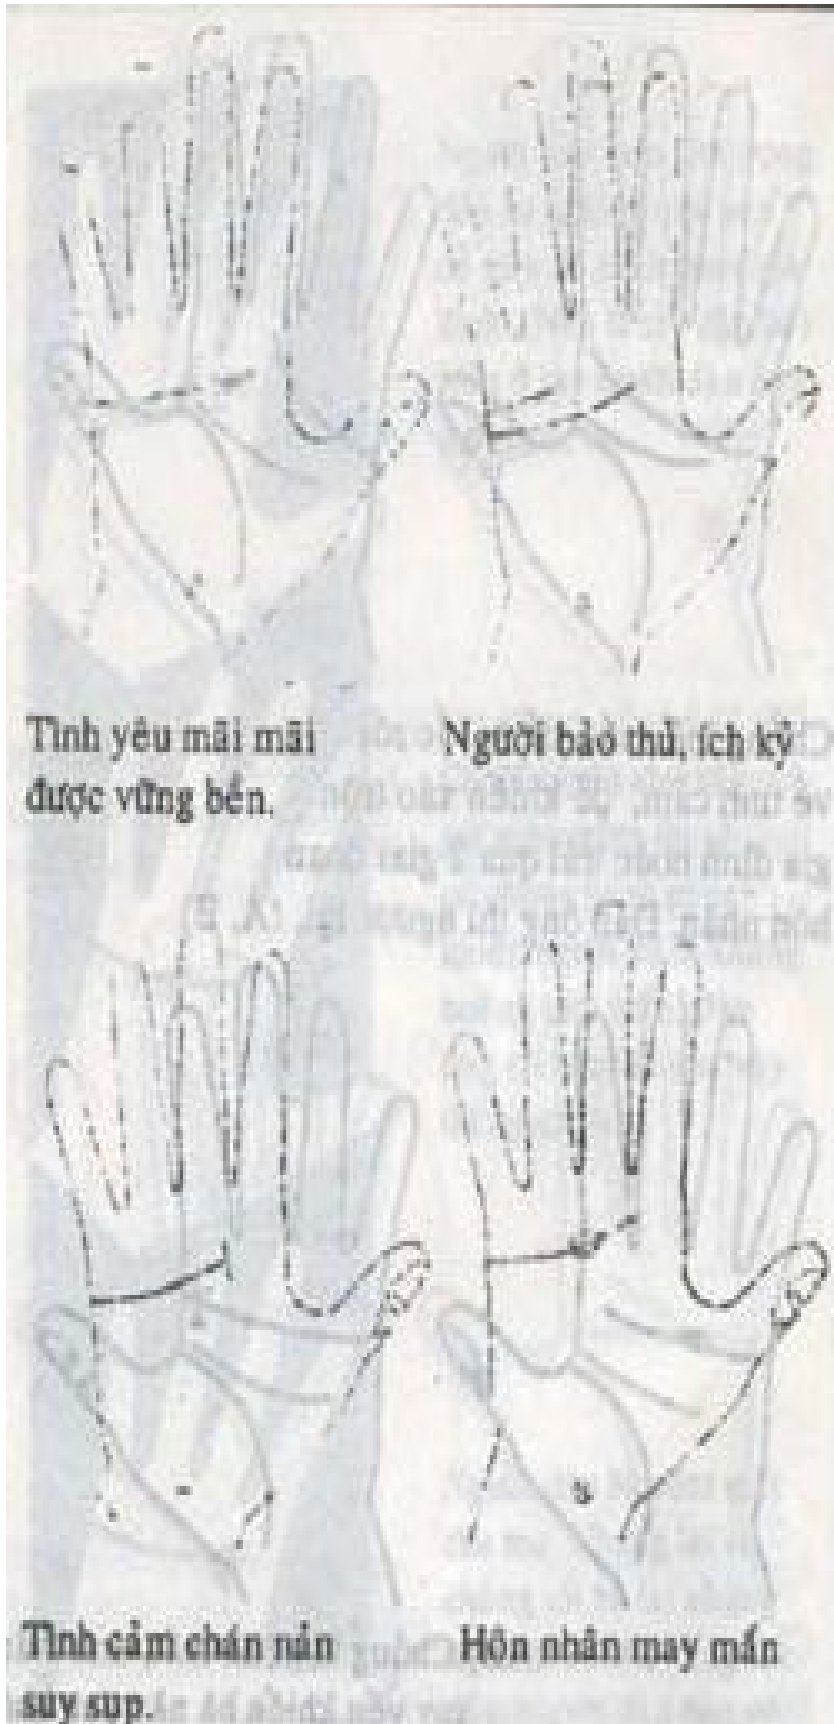 Tình yêu mãi mãi
được vững bền.
Người bảo thủ, ích kỷ
Tình cảm chán nản
suy sụp.
Hôn nhân may mắn